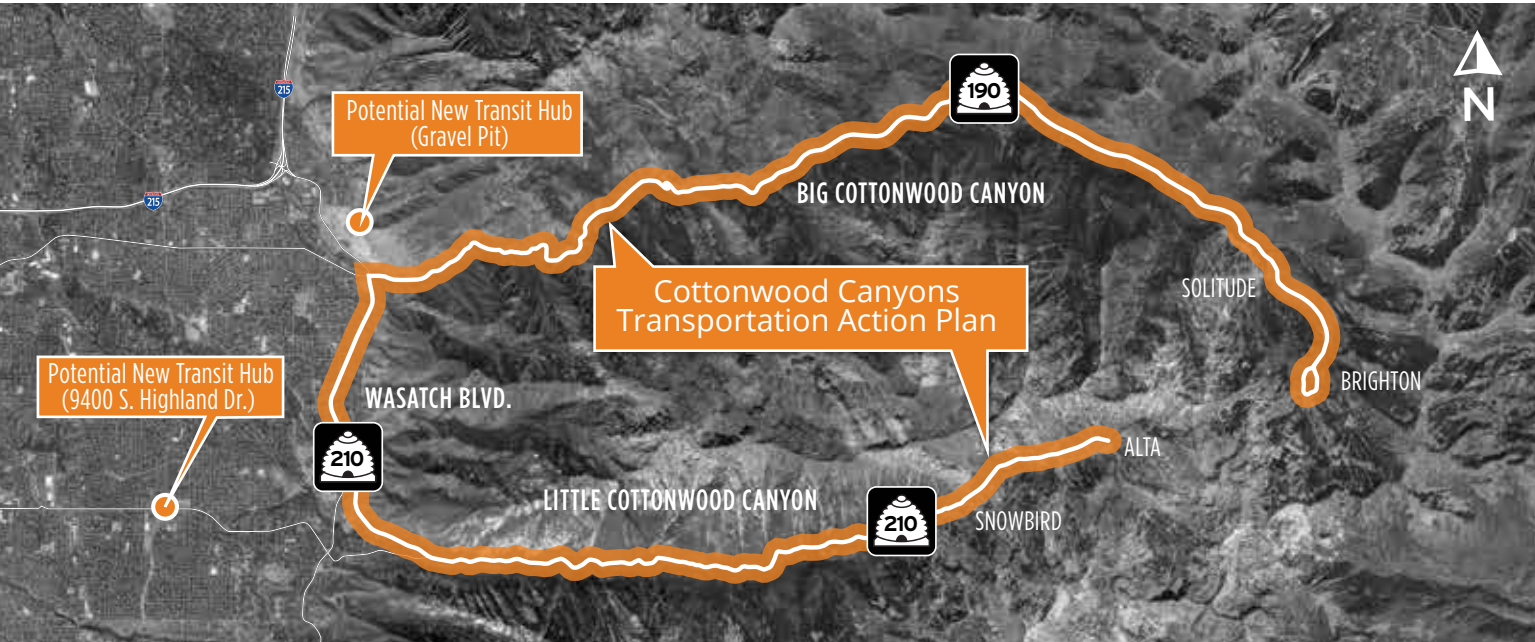 215
190
N
Potential New Transit Hub
(Gravel Pit)
215
BIG COTTONWOOD CANYON
Cottonwood Canyons
Transportation Action Plan
SOLITUDE
BRIGHTON
Potential New Transit Hub
(9400 S. Highland Dr.)
WASATCH BLVD.
210
ALTA
LITTLE COTTONWOOD CANYON
210
SNOWBIRD